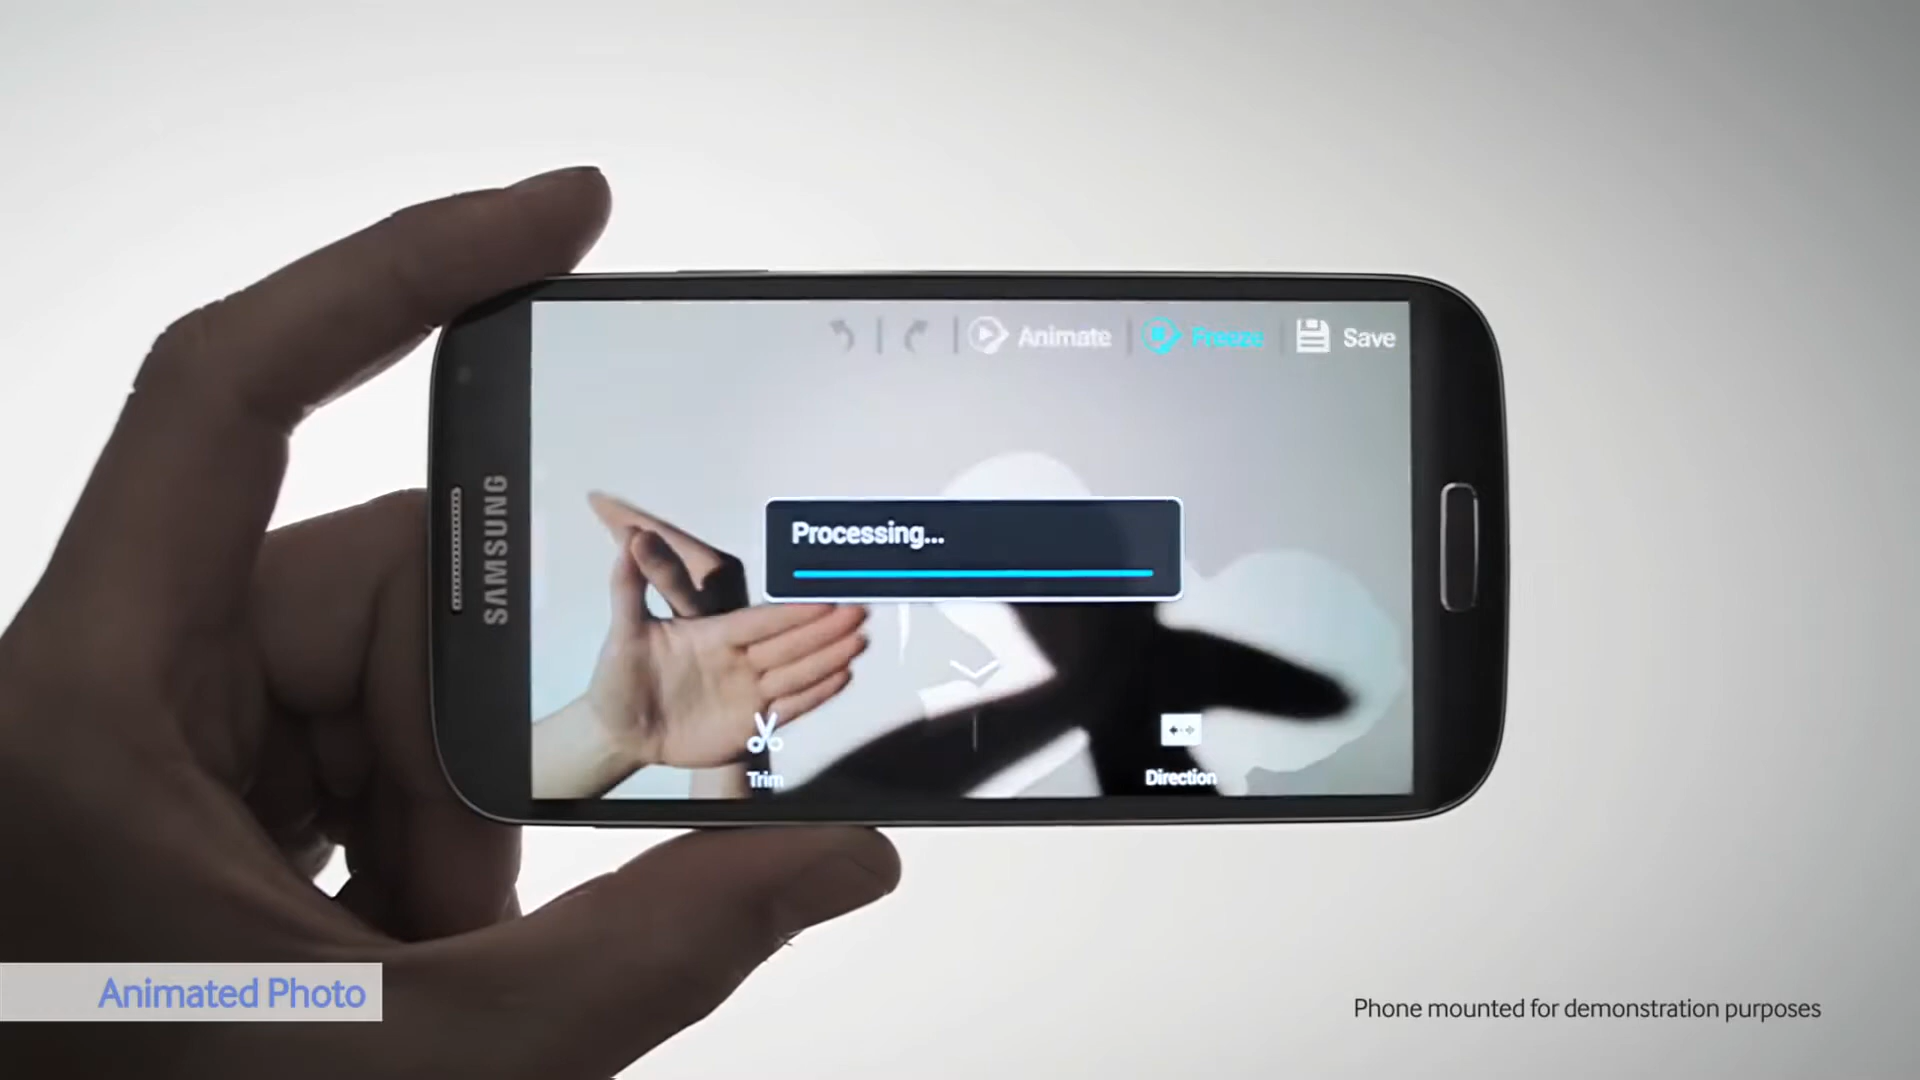 Animate
Freeze
Save
SAMSUNG
Processing...
Trim
Direction
Animated Photo
Phone mounted for demonstration purposes